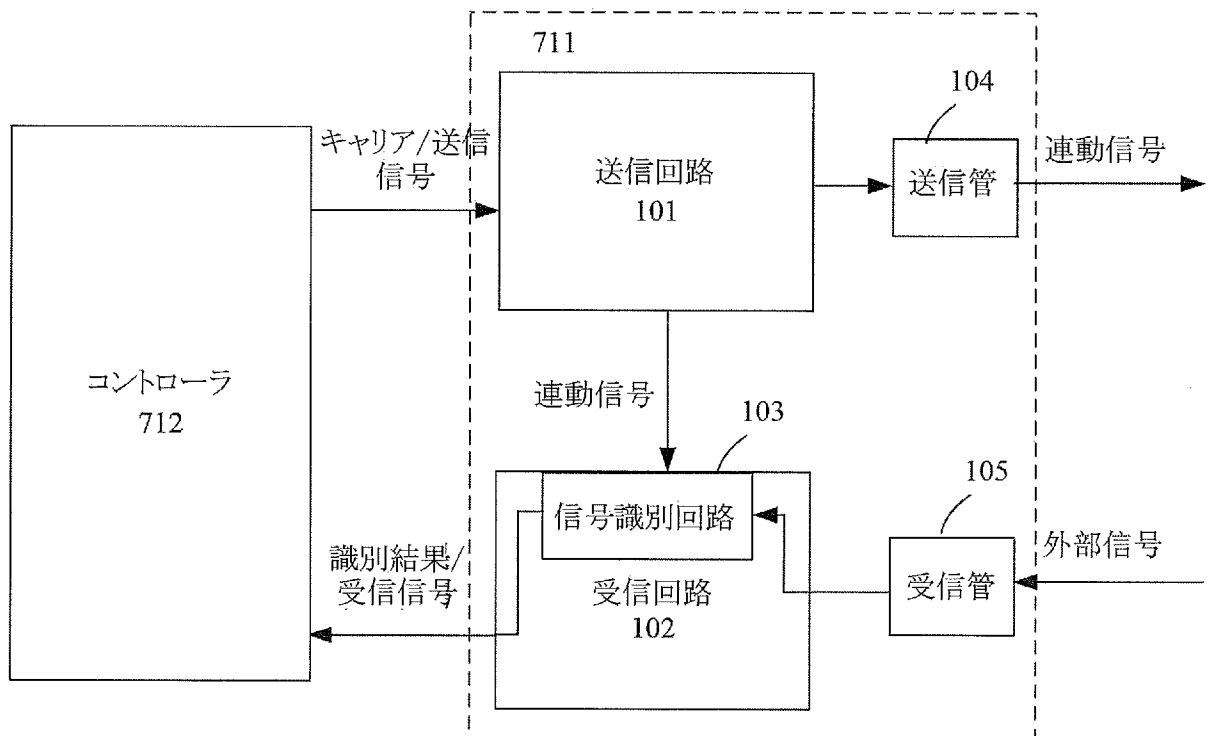 711
104
キャリア/送信
信号
送信回路
101
送信管
連動信号
コントローラ
712
連動信号
103
信号識別回路
105
識別結果/
受信信号
受信回路
102
受信管
外部信号